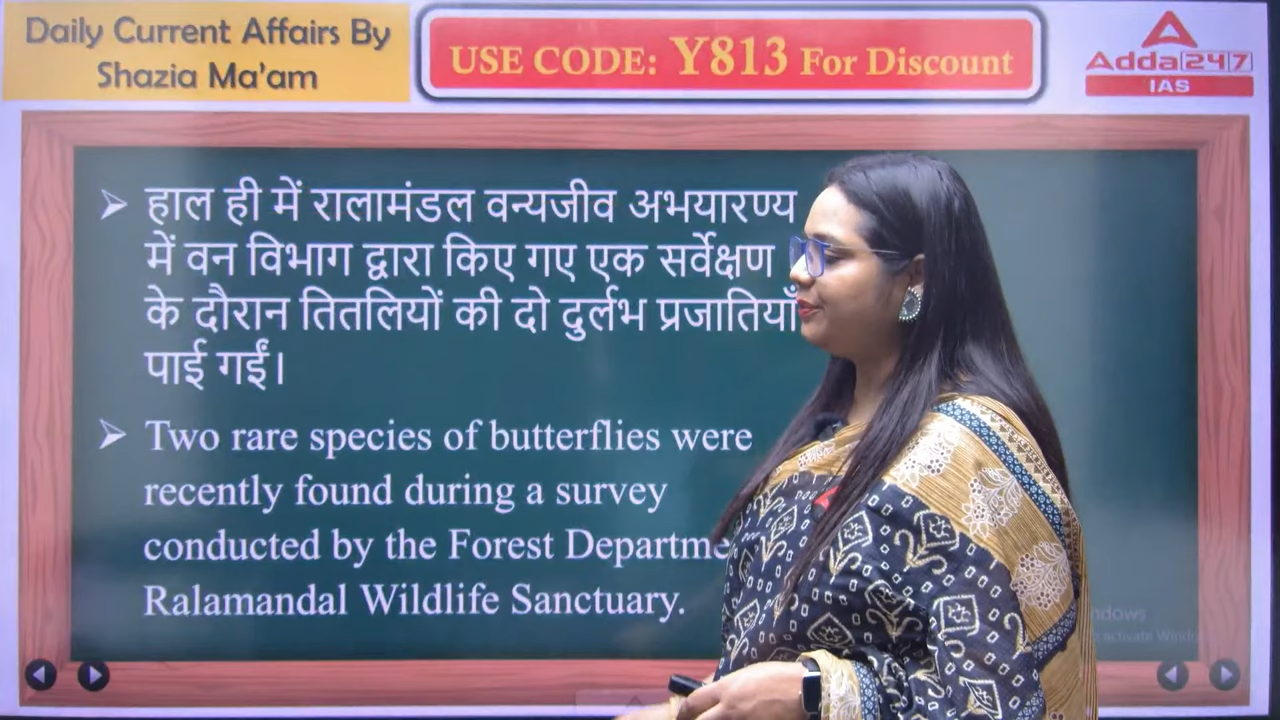 Daily Current Affairs By
Shazia Ma'am
USE CODE: Y813 For Discount
Adda 247
IAS
हाल ही में रालामंडल वन्यजीव अभयारण्य
में वन विभाग द्वारा किए गए एक सर्वेक्षण
के दौरान तितलियों की दो दुर्लभ प्रजातियाँ
पाई गईं।
Two rare species of butterflies were
recently found during a survey
conducted by the Forest
Ralamandal Wildlife Sanctuary.